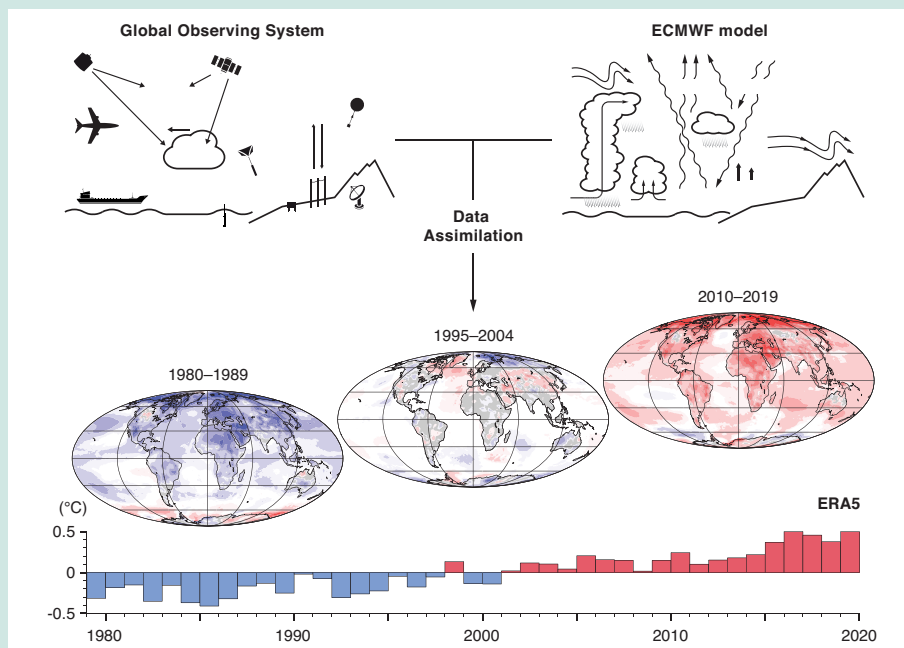 Global Observing System
ECMWF model
Data
Assimilation
2010–2019
1995–2004
1980–1989
(°C)
ERA5
0.5
0
-0.5
1980
1990
2000
2010
2020